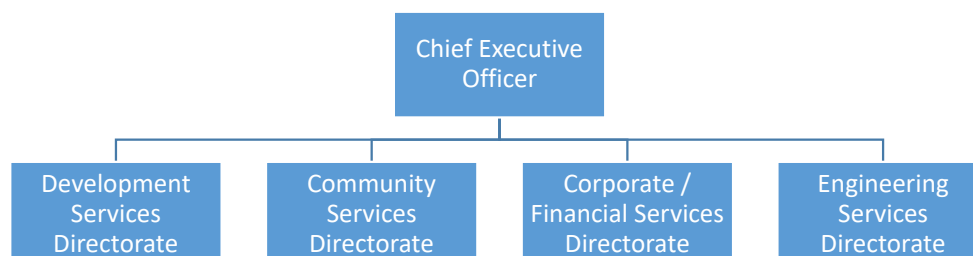 Chief Executive
Officer
Development
Services
Directorate
Community
Services
Directorate
Corporate /
Financial Services
Directorate
Engineering
Services
Directorate